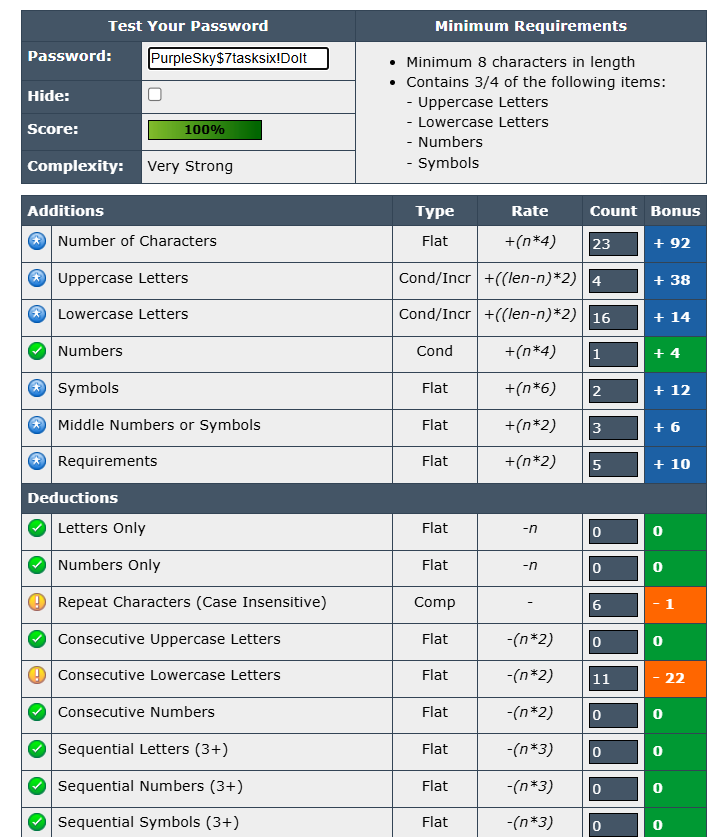 Test Your Password
Minimum Requirements
Password: PurpleSky$7tasksix!DoIt
Hide:
Score: 100%
Complexity: Very Strong
• Minimum 8 characters in length
• Contains 3/4 of the following items:
- Uppercase Letters
- Lowercase Letters
- Numbers
- Symbols
Additions Type Rate Count Bonus
Number of Characters Flat +(n*4) 23 + 92
Uppercase Letters Cond/Incr +((len-n)*2) 4 + 38
Lowercase Letters Cond/Incr +((len-n)*2) 16 + 14
Numbers Cond +(n*4) 1 + 4
Symbols Flat +(n*6) 2 + 12
Middle Numbers or Symbols Flat +(n*2) 3 + 6
Requirements Flat +(n*2) 5 + 10
Deductions
Letters Only Flat -n 0 0
Numbers Only Flat -n 0 0
Repeat Characters (Case Insensitive) Comp - 6 - 1
Consecutive Uppercase Letters Flat -(n*2) 0 0
Consecutive Lowercase Letters Flat -(n*2) 11 - 22
Consecutive Numbers Flat -(n*2) 0 0
Sequential Letters (3+) Flat -(n*3) 0 0
Sequential Numbers (3+) Flat -(n*3) 0 0
Sequential Symbols (3+) Flat -(n*3) 0 0